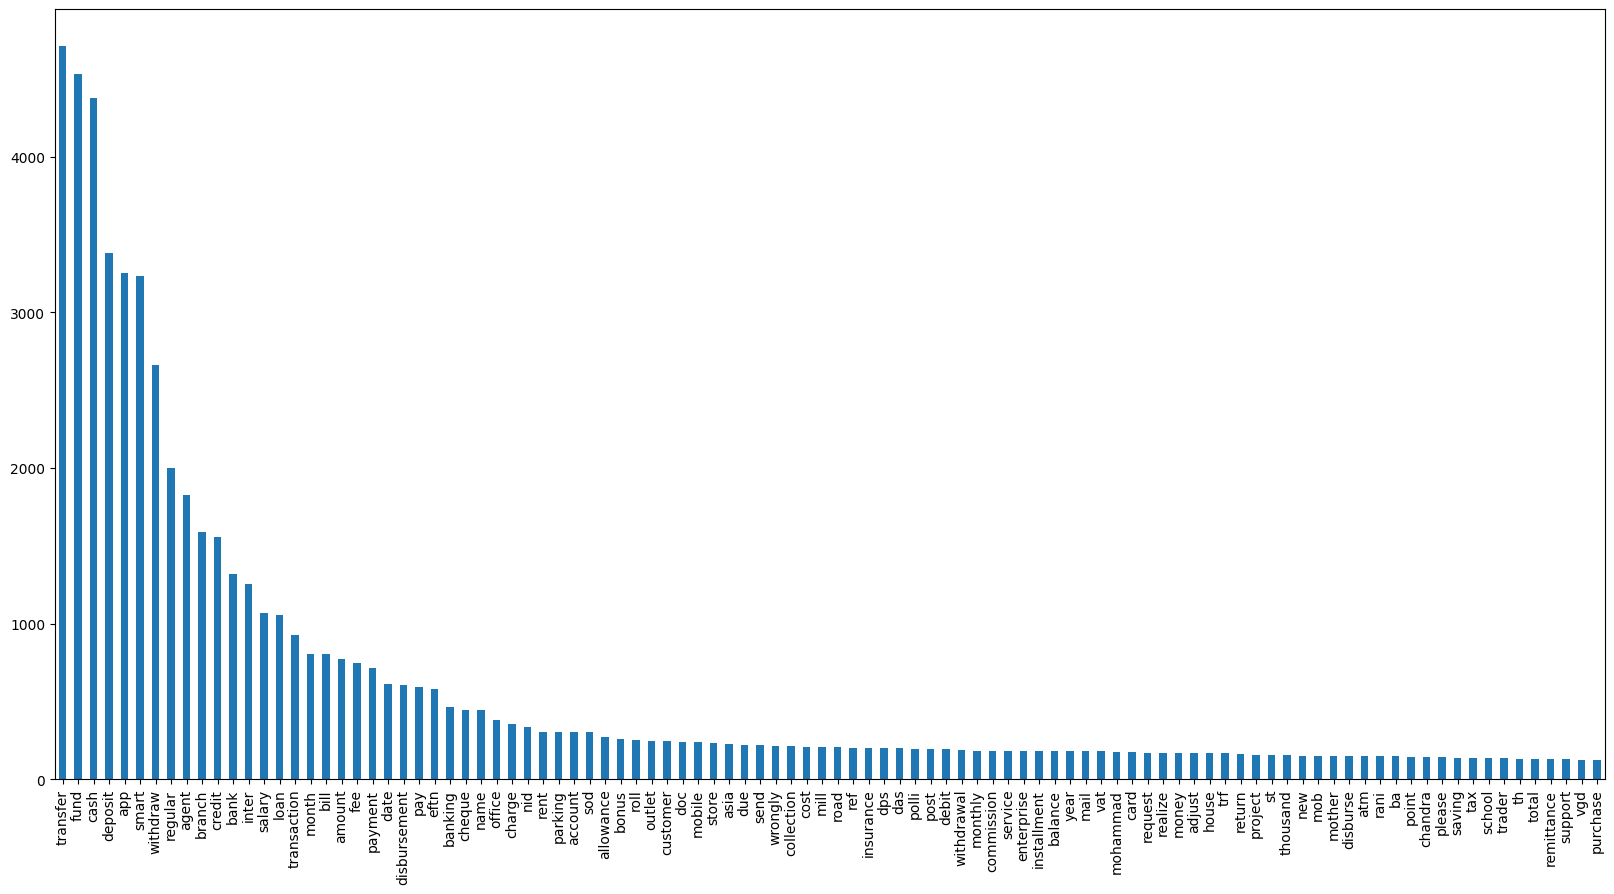 4000
3000
2000
1000
0
transfer
fund
cash
deposit
app
smart
withdraw
regular
agent
branch
credit
bank
inter
salary
loan
transaction
month
bill
amount
fee
payment
date
disbursement
pay
eftn
banking
cheque
name
office
charge
nid
rent
parking
account
sod
allowance
bonus
roll
outlet
customer
doc
mobile
store
asia
due
send
wrongly
collection
cost
mill
road
ref
insurance
dps
das
polli
post
debit
withdrawal
monthly
commission
service
enterprise
installment
balance
year
mail
vat
mohammad
card
request
realize
money
adjust
house
trf
return
project
st
thousand
new
mob
mother
disburse
atm
rani
ba
point
chandra
please
saving
tax
school
trader
th
total
remittance
support
vgd
purchase